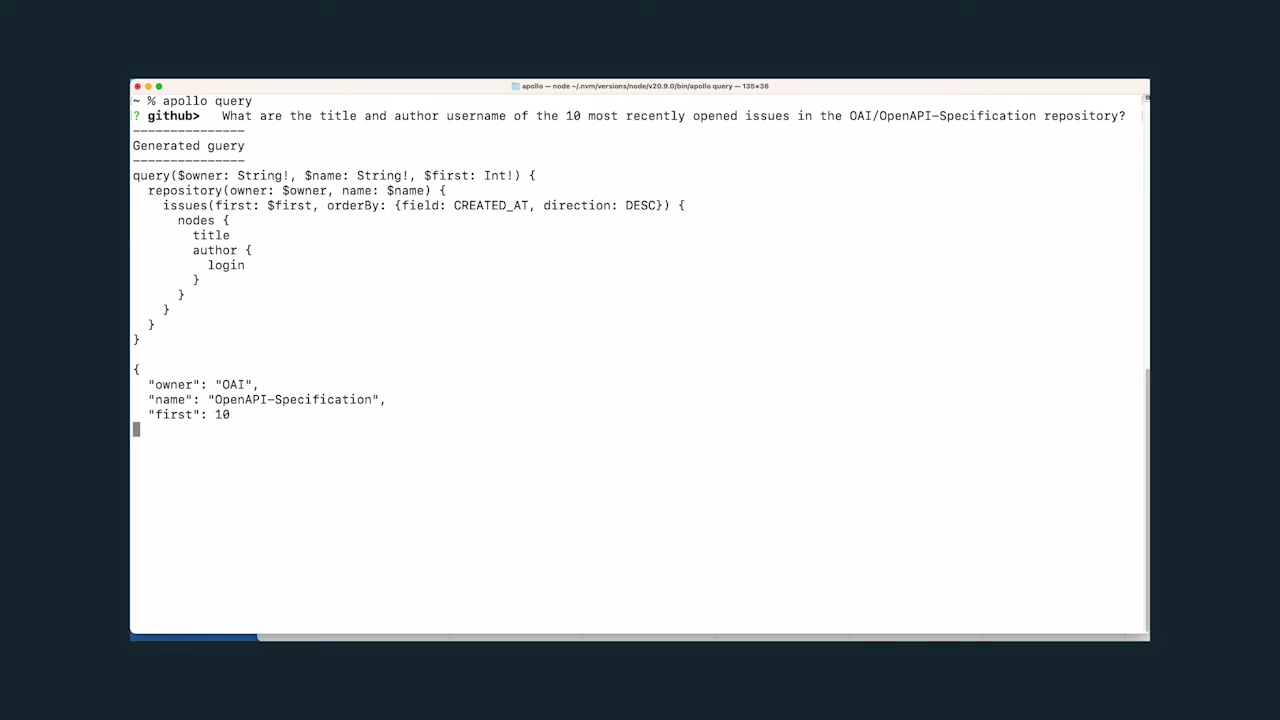 apollo — node ~/.nvm/versions/node/v20.9.0/bin/apollo query — 135×36
~ % apollo query
? github>   What are the title and author username of the 10 most recently opened issues in the OAI/OpenAPI-Specification repository?
---------------
Generated query
---------------
query($owner: String!, $name: String!, $first: Int!) {
  repository(owner: $owner, name: $name) {
    issues(first: $first, orderBy: {field: CREATED_AT, direction: DESC}) {
      nodes {
        title
        author {
          login
        }
      }
    }
  }
}

{
  "owner": "OAI",
  "name": "OpenAPI-Specification",
  "first": 10